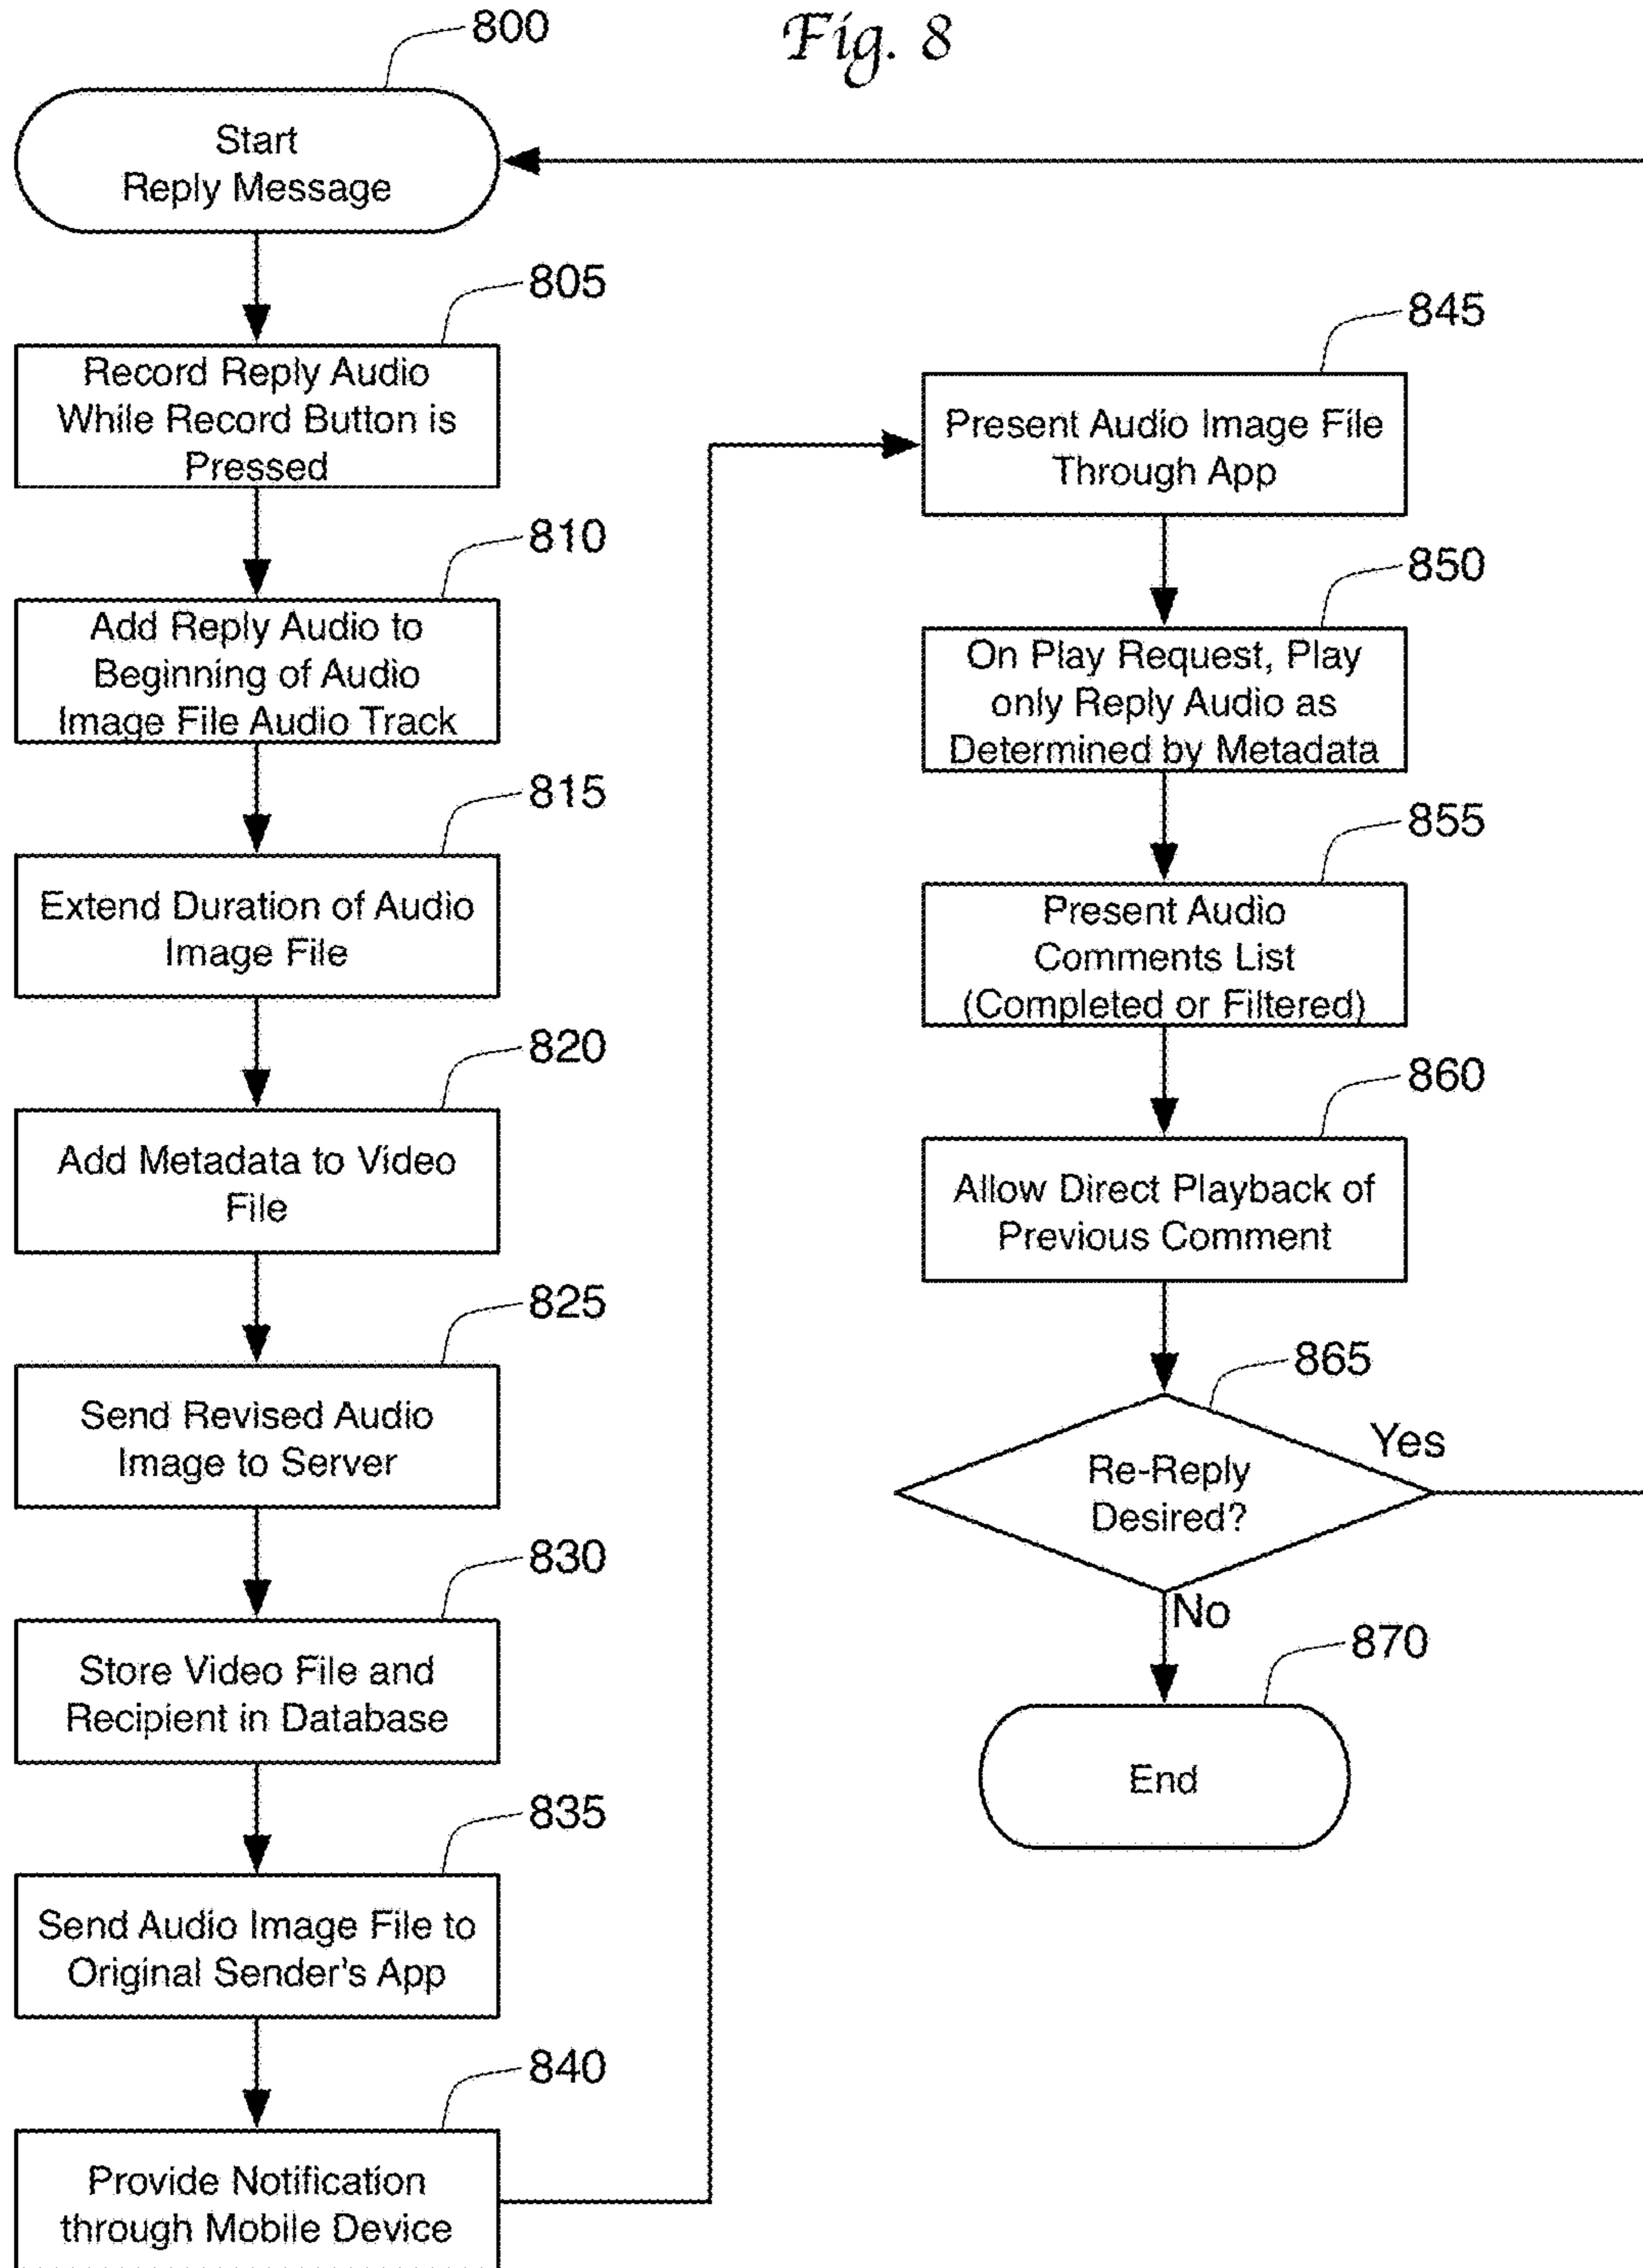 Fig. 8
800
Start
Reply Message
805
Record Reply Audio
While Record Button is
Pressed
810
Add Reply Audio to
Beginning of Audio
Image File Audio Track
815
Extend Duration of Audio
Image File
820
Add Metadata to Video
File
825
Send Revised Audio
Image to Server
830
Store Video File and
Recipient in Database
835
Send Audio Image File to
Original Sender's App
840
Provide Notification
through Mobile Device
845
Present Audio Image File
Through App
850
On Play Request, Play
only Reply Audio as
Determined by Metadata
855
Present Audio
Comments List
(Completed or Filtered)
860
Allow Direct Playback of
Previous Comment
865
Re-Reply
Desired?
Yes
No
870
End